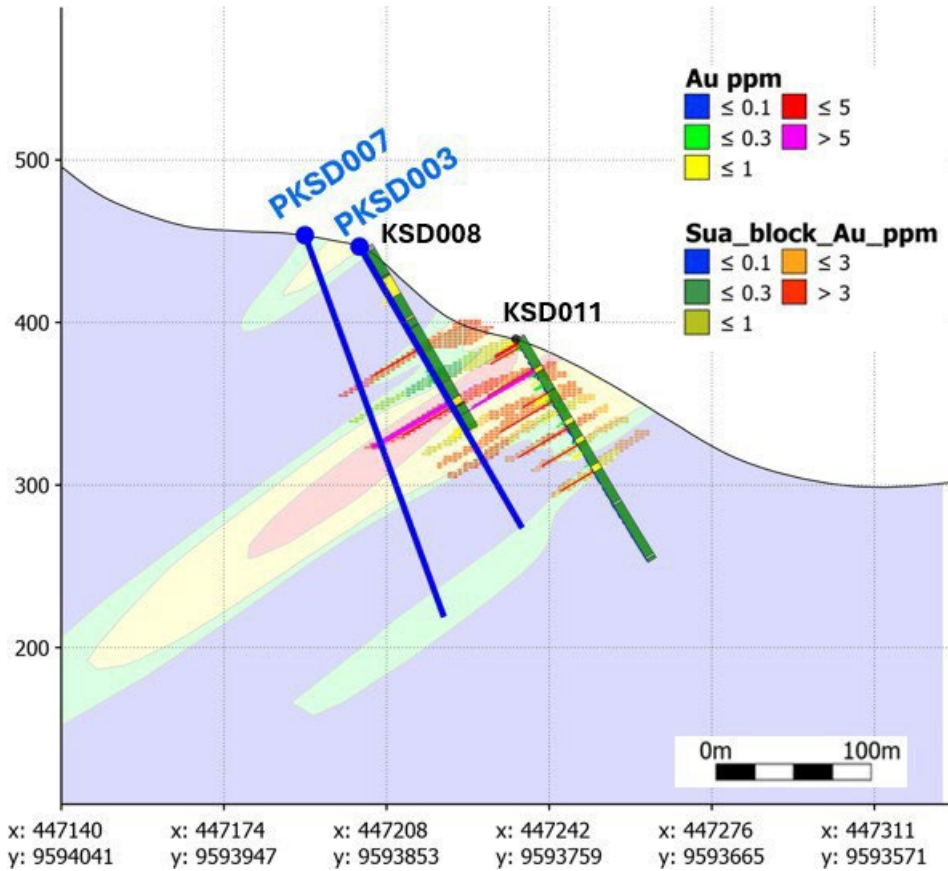 Au ppm
≤ 0.1 ≤ 5
≤ 0.3 > 5
≤ 1
Sua_block_Au_ppm
≤ 0.1 ≤ 3
≤ 0.3 > 3
≤ 1
PKSD007
PKSD003
KSD008
KSD011
500
400
300
200
0m 100m
x: 447140 x: 447174 x: 447208 x: 447242 x: 447276 x: 447311
y: 9594041 y: 9593947 y: 9593853 y: 9593759 y: 9593665 y: 9593571